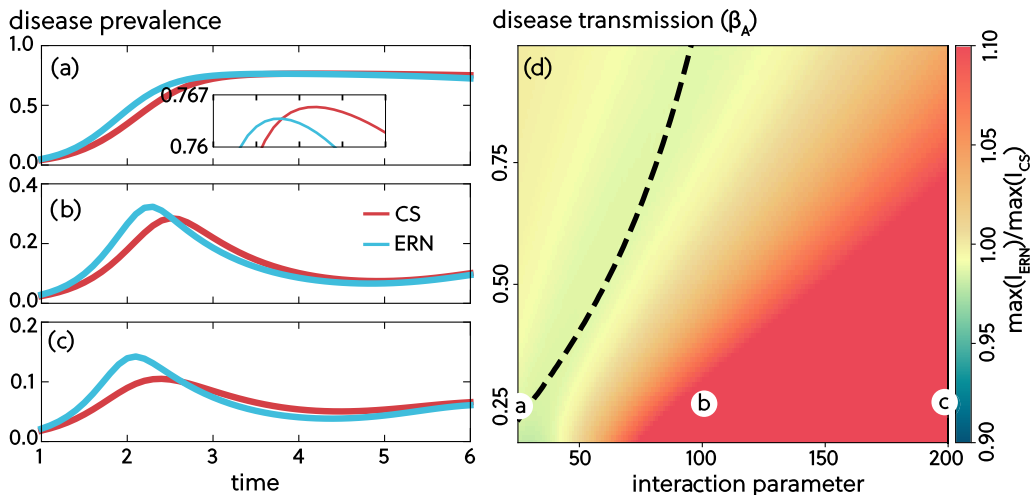 disease prevalence
1.0
(a)
0.5
0.767
0.76
0.0
0.4
(b)
CS
0.2
ERN
0.0
0.2
(c)
0.1
0.0
1 2 3 4 5 6
time
disease transmission (βA)
(d)
0.75
0.50
0.25
a
b
c
50 100 150 200
interaction parameter
1.10
1.05
1.00
0.95
0.90
max(IERN)/max(ICS)